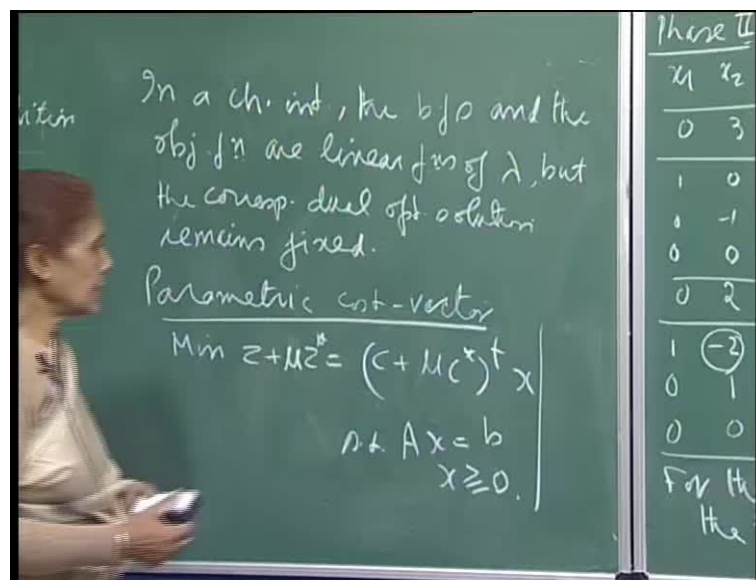 In a ch. int, the bfs and the
obj. fn are linear fns of λ, but
the corresp. dual opt. solution
remains fixed.
Parametric cost-vector
Min z+μz* = (c+μc*)ᵗ x
s.t. Ax = b
x ≥ 0.
Phase II
x1 x2
0 3
1 0
0 -1
0 0
0 2
1 -2
0 1
0 0
For the
the